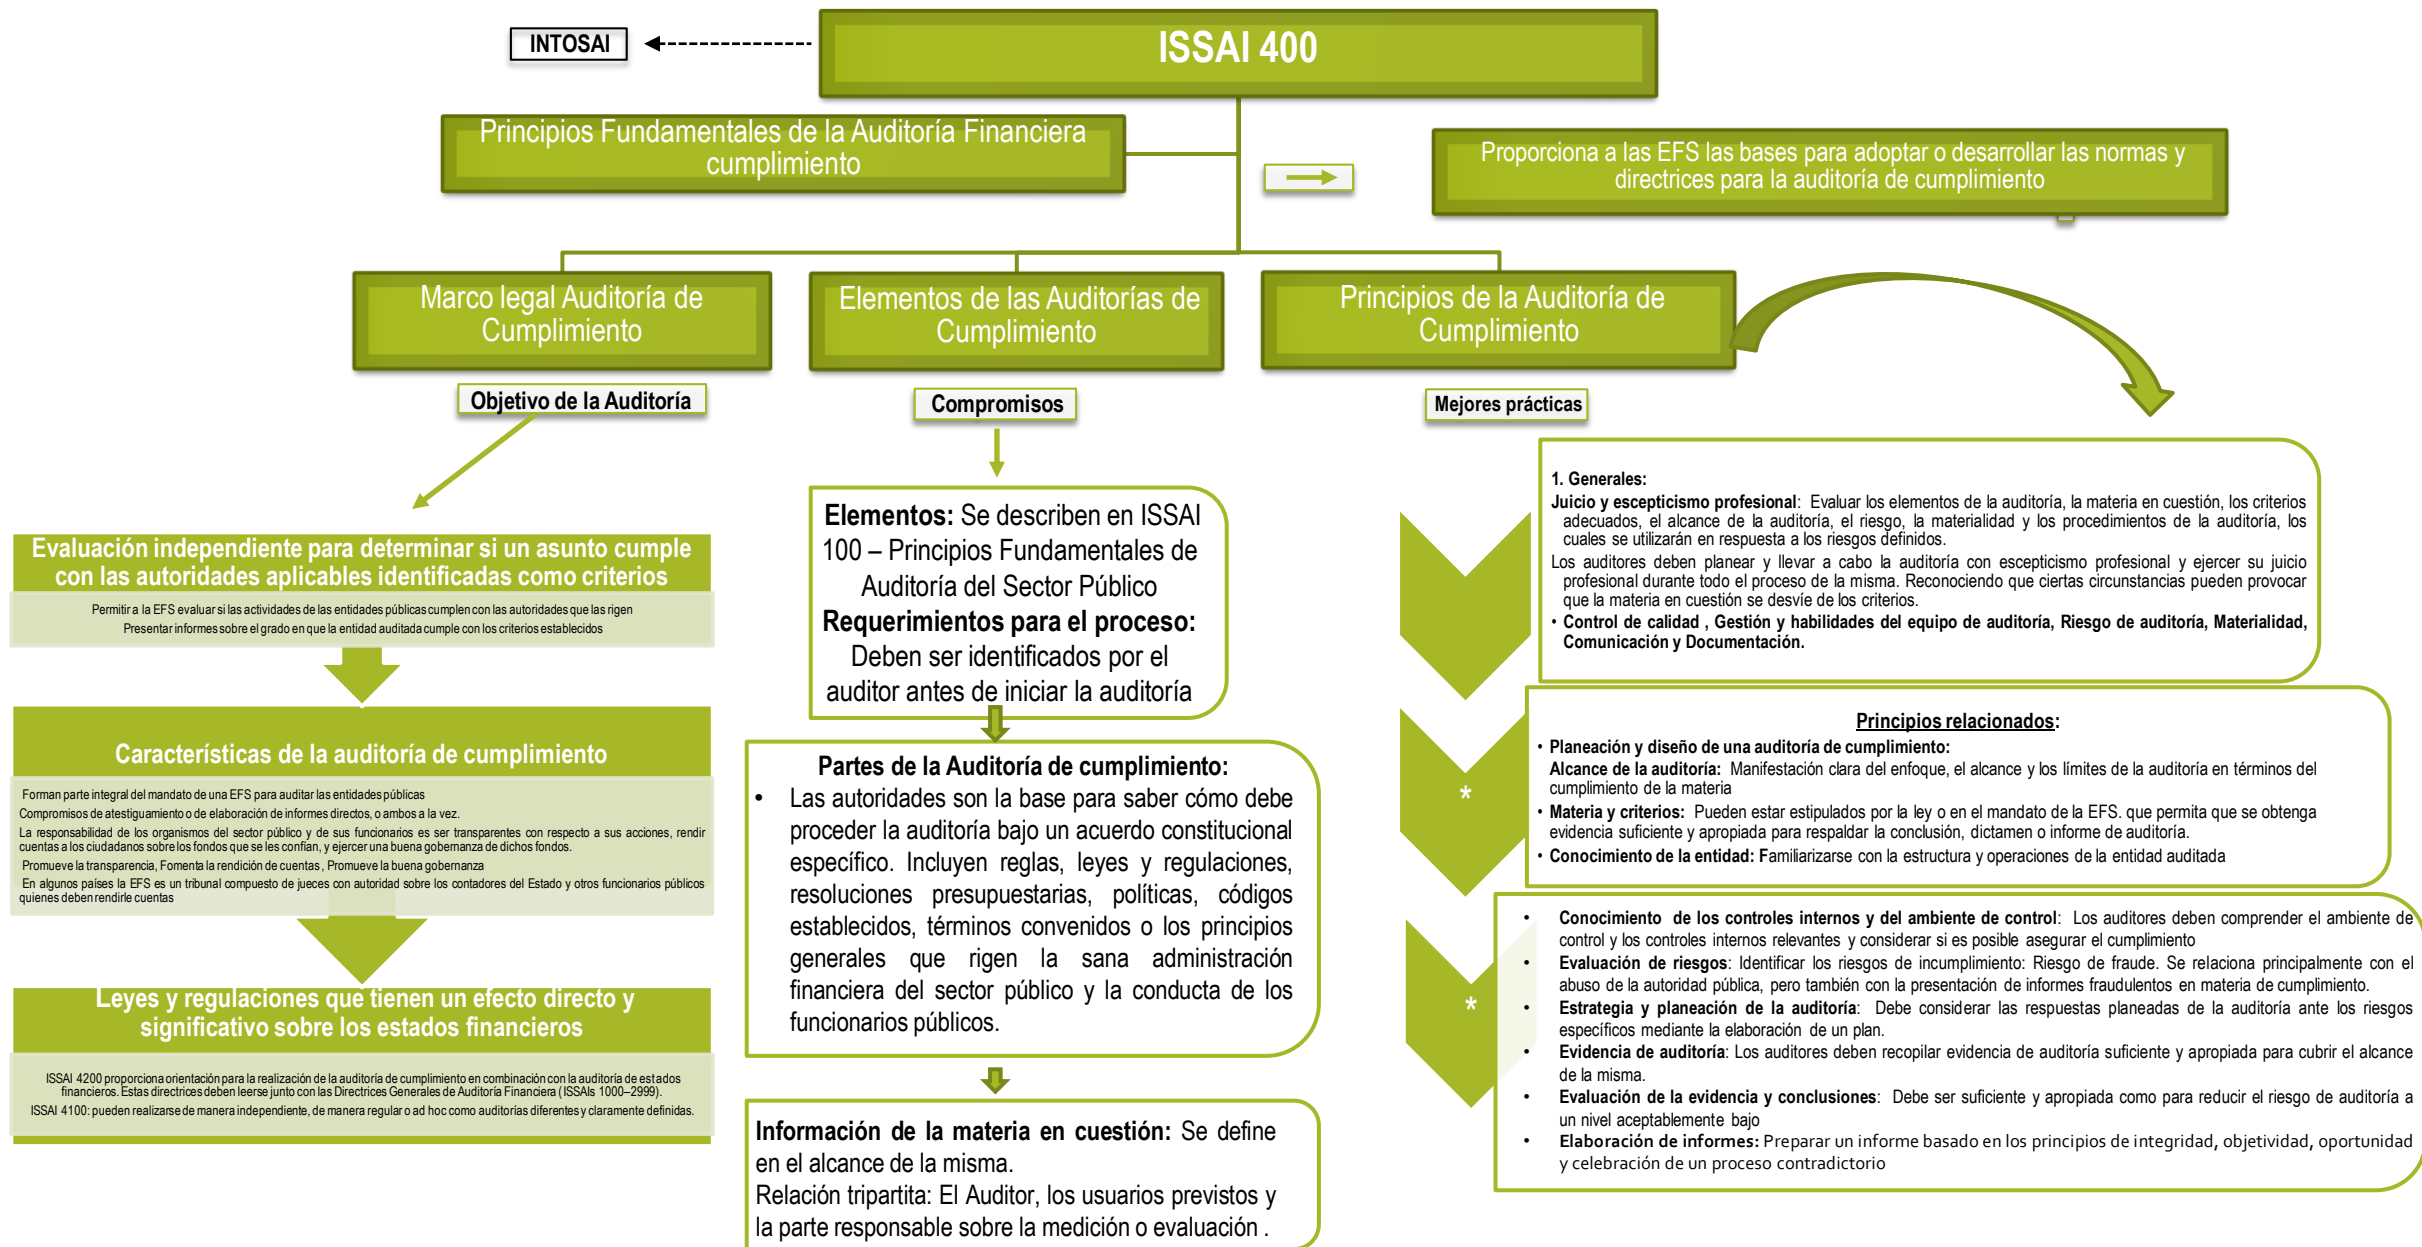 INTOSAI
ISSAI 400
Principios Fundamentales de la Auditoría Financiera
cumplimiento
Proporciona a las EFS las bases para adoptar o desarrollar las normas y
directrices para la auditoría de cumplimiento
Marco legal Auditoría de
Cumplimiento
Elementos de las Auditorías de
Cumplimiento
Principios de la Auditoría de
Cumplimiento
Objetivo de la Auditoría
Compromisos
Mejores prácticas
Evaluación independiente para determinar si un asunto cumple
con las autoridades aplicables identificadas como criterios
Permitir a la EFS evaluar si las actividades de las entidades públicas cumplen con las autoridades que las rigen
Presentar informes sobre el grado en que la entidad auditada cumple con los criterios establecidos
Características de la auditoría de cumplimiento
Forman parte integral del mandato de una EFS para auditar las entidades públicas
Compromisos de atestiguamiento o de elaboración de informes directos, o ambos a la vez.
La responsabilidad de los organismos del sector público y de sus funcionarios es ser transparentes con respecto a sus acciones, rendir
cuentas a los ciudadanos sobre los fondos que se les confían, y ejercer una buena gobernanza de dichos fondos.
Promueve la transparencia, Fomenta la rendición de cuentas , Promueve la buena gobernanza
En algunos países la EFS es un tribunal compuesto de jueces con autoridad sobre los contadores del Estado y otros funcionarios públicos
quienes deben rendirle cuentas
Leyes y regulaciones que tienen un efecto directo y
significativo sobre los estados financieros
ISSAI 4200 proporciona orientación para la realización de la auditoría de cumplimiento en combinación con la auditoría de estados
financieros. Estas directrices deben leerse junto con las Directrices Generales de Auditoría Financiera (ISSAIs 1000–2999).
ISSAI 4100: pueden realizarse de manera independiente, de manera regular o ad hoc como auditorías diferentes y claramente definidas.
Elementos: Se describen en ISSAI
100 – Principios Fundamentales de
Auditoría del Sector Público
Requerimientos para el proceso:
Deben ser identificados por el
auditor antes de iniciar la auditoría
Partes de la Auditoría de cumplimiento:
• Las autoridades son la base para saber cómo debe
proceder la auditoría bajo un acuerdo constitucional
específico. Incluyen reglas, leyes y regulaciones,
resoluciones presupuestarias, políticas, códigos
establecidos, términos convenidos o los principios
generales que rigen la sana administración
financiera del sector público y la conducta de los
funcionarios públicos.
Información de la materia en cuestión: Se define
en el alcance de la misma.
Relación tripartita: El Auditor, los usuarios previstos y
la parte responsable sobre la medición o evaluación .
1. Generales:
Juicio y escepticismo profesional: Evaluar los elementos de la auditoría, la materia en cuestión, los criterios
adecuados, el alcance de la auditoría, el riesgo, la materialidad y los procedimientos de la auditoría, los
cuales se utilizarán en respuesta a los riesgos definidos.
Los auditores deben planear y llevar a cabo la auditoría con escepticismo profesional y ejercer su juicio
profesional durante todo el proceso de la misma. Reconociendo que ciertas circunstancias pueden provocar
que la materia en cuestión se desvíe de los criterios.
• Control de calidad , Gestión y habilidades del equipo de auditoría, Riesgo de auditoría, Materialidad,
Comunicación y Documentación.
*
Principios relacionados:
• Planeación y diseño de una auditoría de cumplimiento:
Alcance de la auditoría: Manifestación clara del enfoque, el alcance y los límites de la auditoría en términos del
cumplimiento de la materia
• Materia y criterios: Pueden estar estipulados por la ley o en el mandato de la EFS. que permita que se obtenga
evidencia suficiente y apropiada para respaldar la conclusión, dictamen o informe de auditoría.
• Conocimiento de la entidad: Familiarizarse con la estructura y operaciones de la entidad auditada
*
• Conocimiento de los controles internos y del ambiente de control: Los auditores deben comprender el ambiente de
control y los controles internos relevantes y considerar si es posible asegurar el cumplimiento
• Evaluación de riesgos: Identificar los riesgos de incumplimiento: Riesgo de fraude. Se relaciona principalmente con el
abuso de la autoridad pública, pero también con la presentación de informes fraudulentos en materia de cumplimiento.
• Estrategia y planeación de la auditoría: Debe considerar las respuestas planeadas de la auditoría ante los riesgos
específicos mediante la elaboración de un plan.
• Evidencia de auditoría: Los auditores deben recopilar evidencia de auditoría suficiente y apropiada para cubrir el alcance
de la misma.
• Evaluación de la evidencia y conclusiones: Debe ser suficiente y apropiada como para reducir el riesgo de auditoría a
un nivel aceptablemente bajo
• Elaboración de informes: Preparar un informe basado en los principios de integridad, objetividad, oportunidad
y celebración de un proceso contradictorio